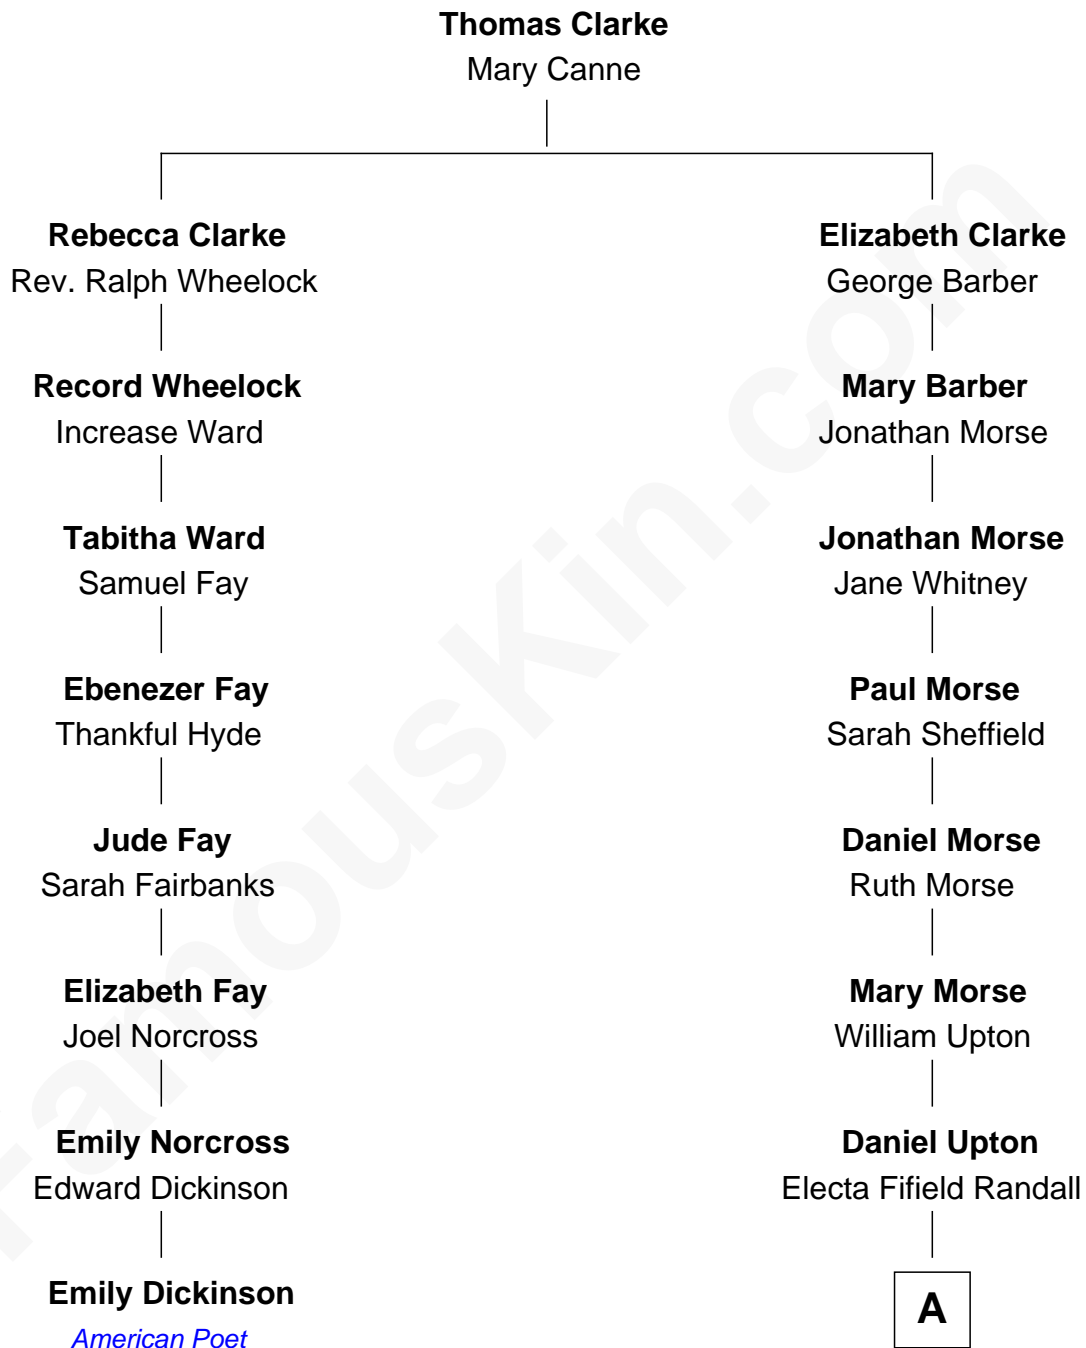 Thomas Clarke
Mary Canne
Rebecca Clarke
Rev. Ralph Wheelock
Elizabeth Clarke
George Barber
Record Wheelock
Increase Ward
Mary Barber
Jonathan Morse
Tabitha Ward
Samuel Fay
Jonathan Morse
Jane Whitney
Ebenezer Fay
Thankful Hyde
Paul Morse
Sarah Sheffield
Jude Fay
Sarah Fairbanks
Daniel Morse
Ruth Morse
Elizabeth Fay
Joel Norcross
Mary Morse
William Upton
Emily Norcross
Edward Dickinson
Daniel Upton
Electa Fifield Randall
Emily Dickinson
American Poet
A
FamousKin.com